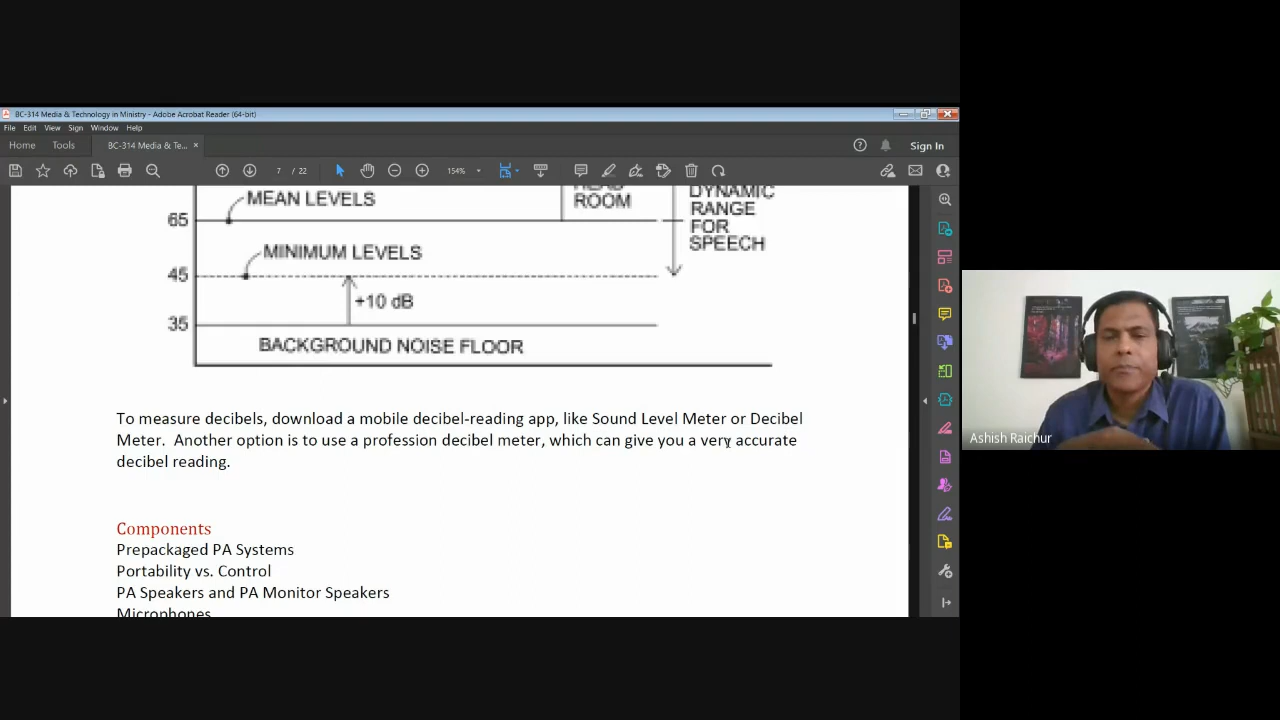 BC-314 Media & Technology in Ministry - Adobe Acrobat Reader (64-bit)
File Edit View Sign Window Help
Home Tools BC-314 Media & Te... × Sign In
7 / 22 154%
MEAN LEVELS
HEAD
ROOM
DYNAMIC
RANGE
FOR
SPEECH
65
MINIMUM LEVELS
45
+10 dB
35
BACKGROUND NOISE FLOOR
To measure decibels, download a mobile decibel-reading app, like Sound Level Meter or Decibel
Meter. Another option is to use a profession decibel meter, which can give you a very accurate
decibel reading.
Components
Prepackaged PA Systems
Portability vs. Control
PA Speakers and PA Monitor Speakers
Microphones
Ashish Raichur